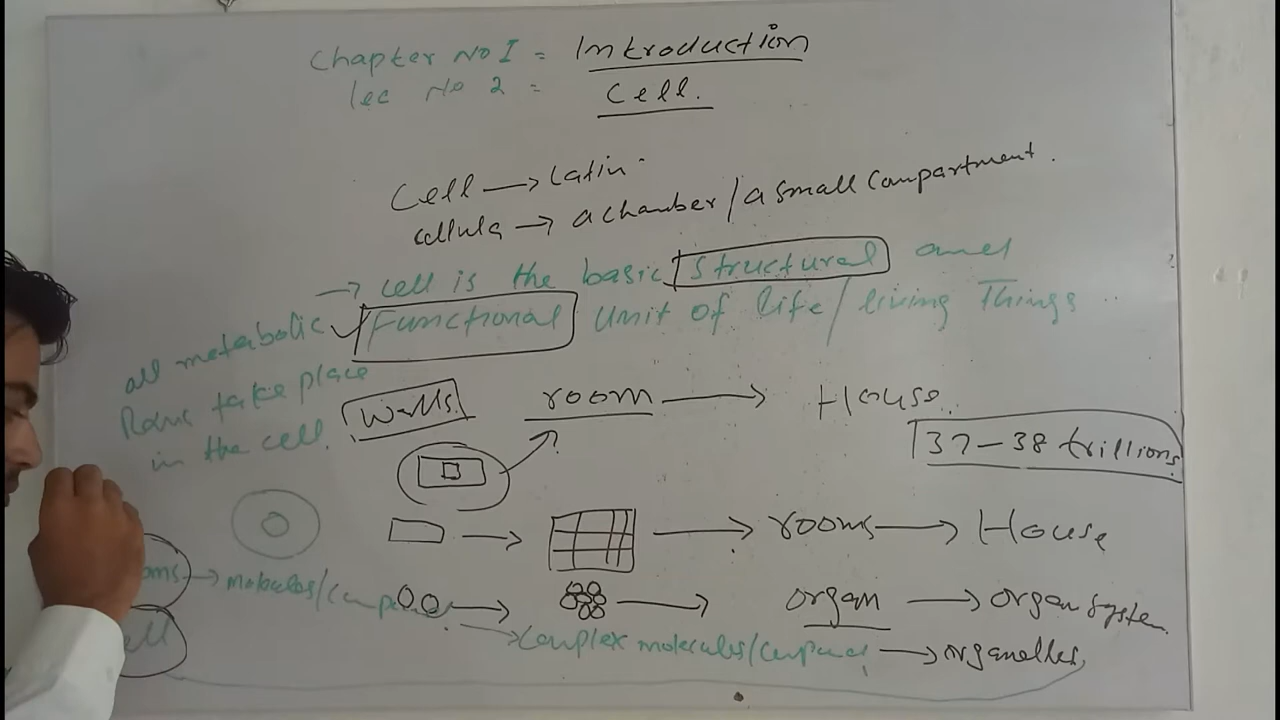 Chapter No I = Introduction
lec No 2 = Cell.
Cell → Latin
cellula → a chamber / a small compartment.
→ cell is the basic structural and
Functional Unit of life / living Things
all metabolic
Rxns take place
in the cell.
Walls room → House
37-38 trillions
→ rooms → House
oms → molecules/
→ organ → organ system
→ complex molecules/ → organelles
ell